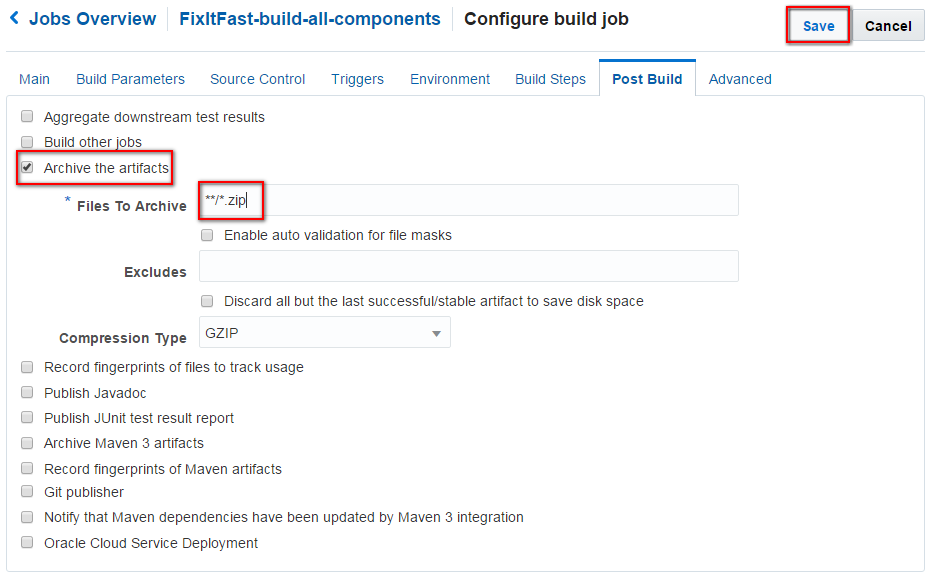 Jobs Overview FixItFast-build-all-components Configure build job Save Cancel
Main Build Parameters Source Control Triggers Environment Build Steps Post Build Advanced
Aggregate downstream test results
Build other jobs
Archive the artifacts
* Files To Archive **/*.zip
Enable auto validation for file masks
Excludes
Discard all but the last successful/stable artifact to save disk space
Compression Type GZIP
Record fingerprints of files to track usage
Publish Javadoc
Publish JUnit test result report
Archive Maven 3 artifacts
Record fingerprints of Maven artifacts
Git publisher
Notify that Maven dependencies have been updated by Maven 3 integration
Oracle Cloud Service Deployment